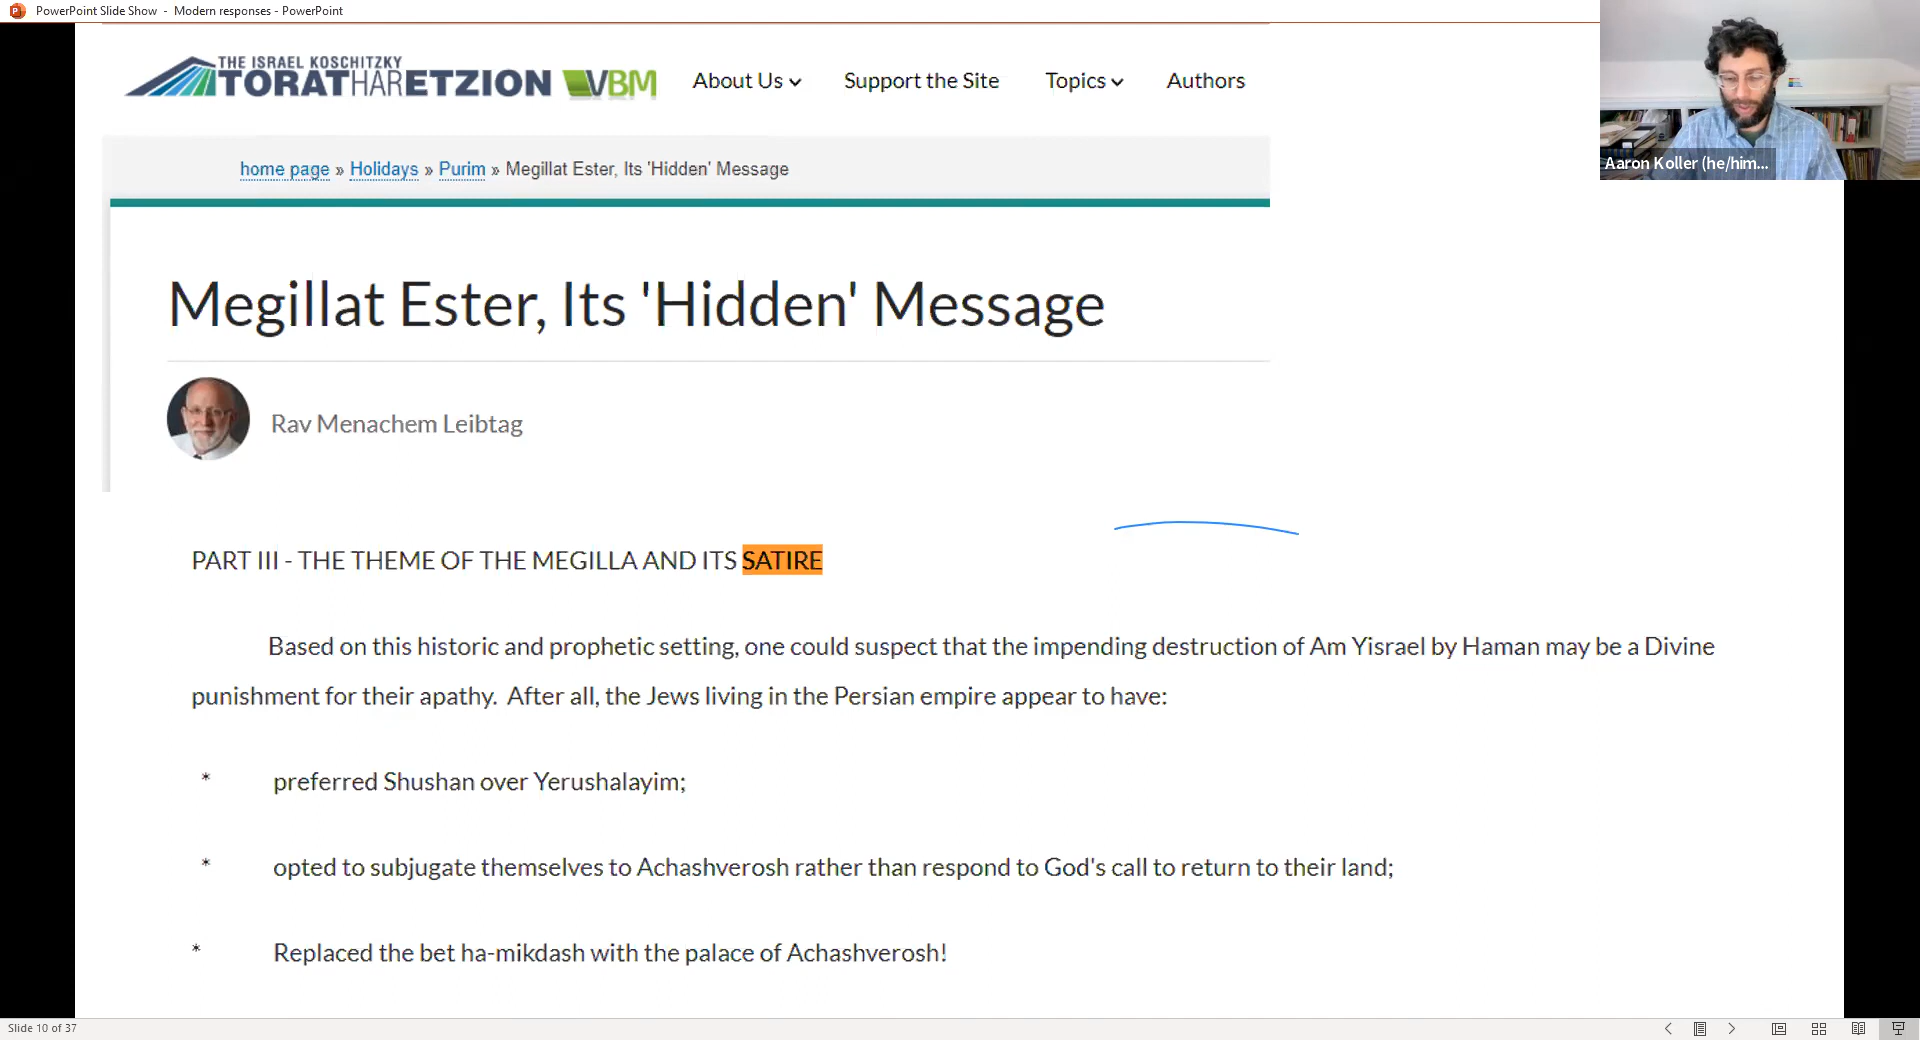 PowerPoint Slide Show - Modern responses - PowerPoint
THE ISRAEL KOSCHITZKY
TORATHARETZION VBM
About Us Support the Site Topics Authors
Aaron Koller (he/him...
home page » Holidays » Purim » Megillat Ester, Its 'Hidden' Message
Megillat Ester, Its 'Hidden' Message
Rav Menachem Leibtag
PART III - THE THEME OF THE MEGILLA AND ITS SATIRE
Based on this historic and prophetic setting, one could suspect that the impending destruction of Am Yisrael by Haman may be a Divine
punishment for their apathy. After all, the Jews living in the Persian empire appear to have:
* preferred Shushan over Yerushalayim;
* opted to subjugate themselves to Achashverosh rather than respond to God's call to return to their land;
* Replaced the bet ha-mikdash with the palace of Achashverosh!
Slide 10 of 37